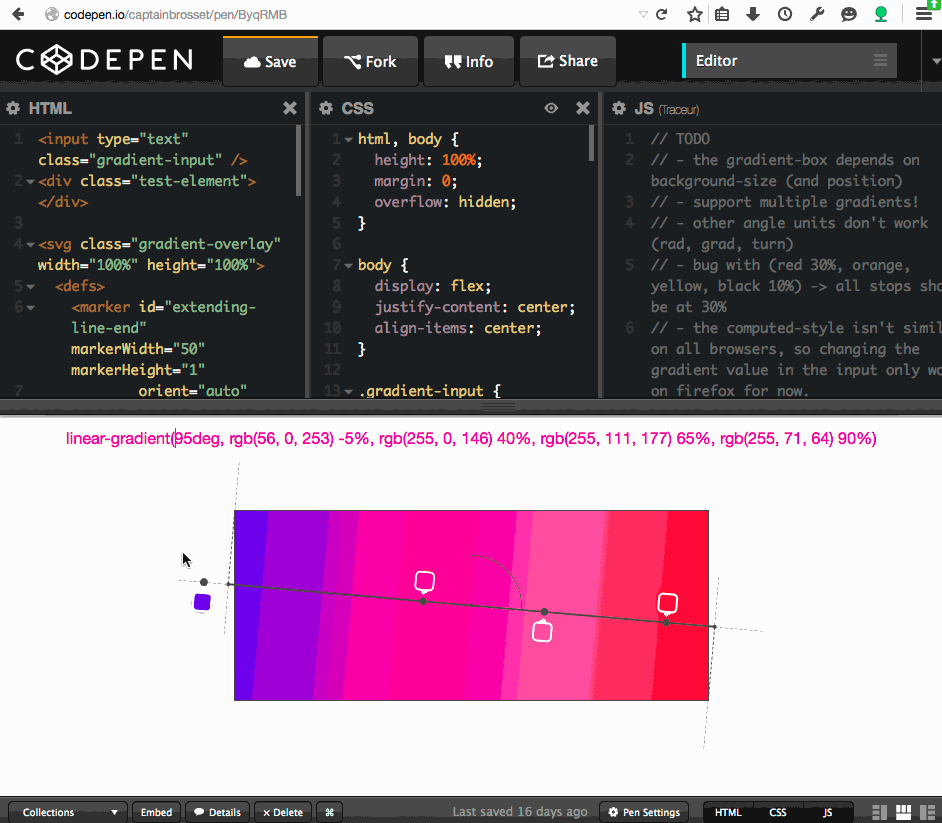 codepen.io/captainbrosset/pen/ByqRMB
CODEPEN
Save
Fork
Info
Share
Editor
HTML
1 <input type="text"
class="gradient-input" />
2 <div class="test-element">
</div>
3
4 <svg class="gradient-overlay"
width="100%" height="100%">
5 <defs>
6 <marker id="extending-
line-end"
markerWidth="50"
markerHeight="1"
7 orient="auto"
CSS
1 html, body {
2 height: 100%;
3 margin: 0;
4 overflow: hidden;
5 }
6
7 body {
8 display: flex;
9 justify-content: center;
10 align-items: center;
11 }
12
13 .gradient-input {
JS (Traceur)
1 // TODO
2 // - the gradient-box depends on
background-size (and position)
3 // - support multiple gradients!
4 // - other angle units don't work
(rad, grad, turn)
5 // - bug with (red 30%, orange,
yellow, black 10%) -> all stops sho
be at 30%
6 // - the computed-style isn't simil
on all browsers, so changing the
gradient value in the input only wo
on firefox for now.
linear-gradient(95deg, rgb(56, 0, 253) -5%, rgb(255, 0, 146) 40%, rgb(255, 111, 177) 65%, rgb(255, 71, 64) 90%)
Collections
Embed
Details
x Delete
⌘
Last saved 16 days ago
Pen Settings
HTML
CSS
JS